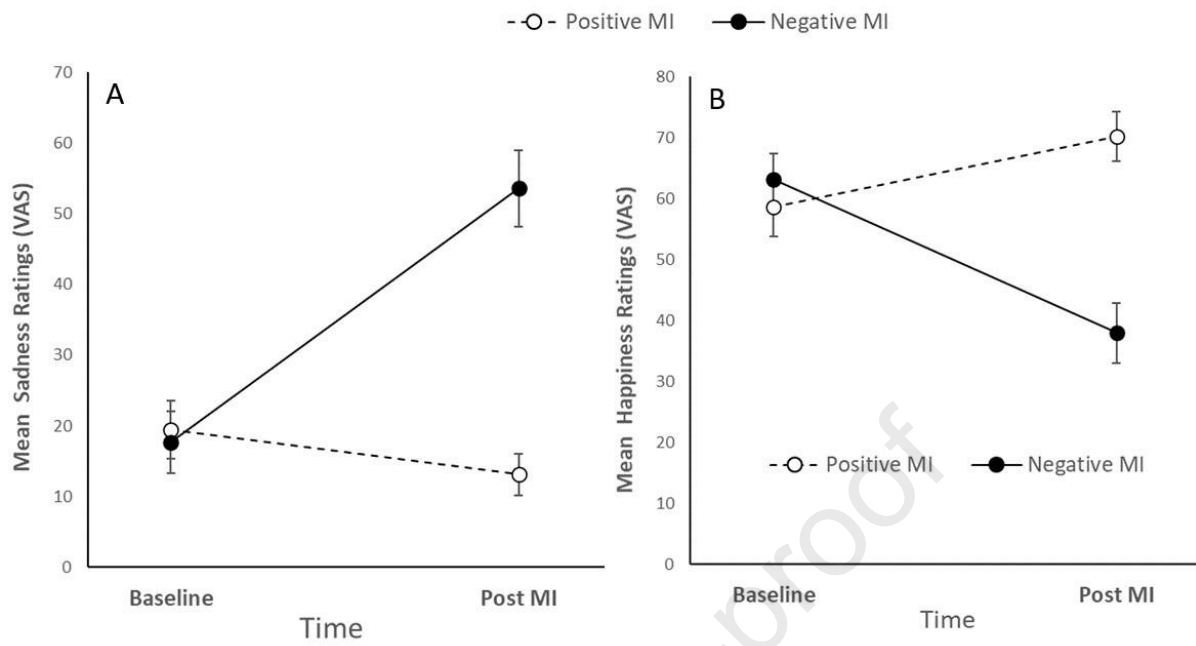 Positive MI Negative MI
A
Mean Sadness Ratings (VAS)
70
60
50
40
30
20
10
0
Baseline Post MI
Time
B
Mean Happiness Ratings (VAS)
80
70
60
50
40
30
20
10
0
Positive MI Negative MI
Baseline Post MI
Time
proof